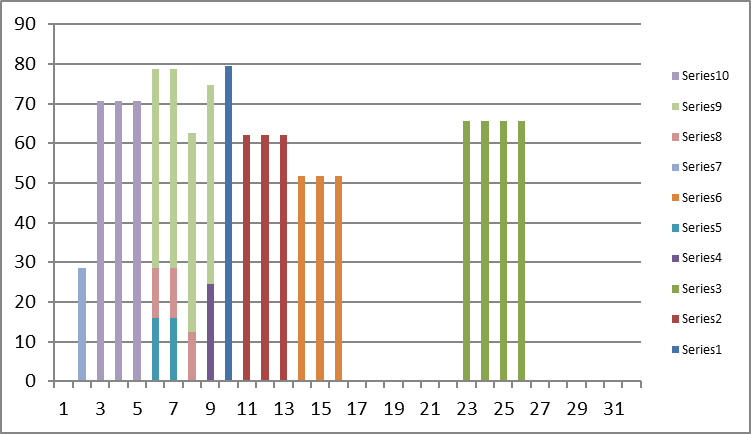 90
80
70
60
50
40
30
20
10
0
1 3 5 7 9 11 13 15 17 19 21 23 25 27 29 31
Series10
Series9
Series8
Series7
Series6
Series5
Series4
Series3
Series2
Series1